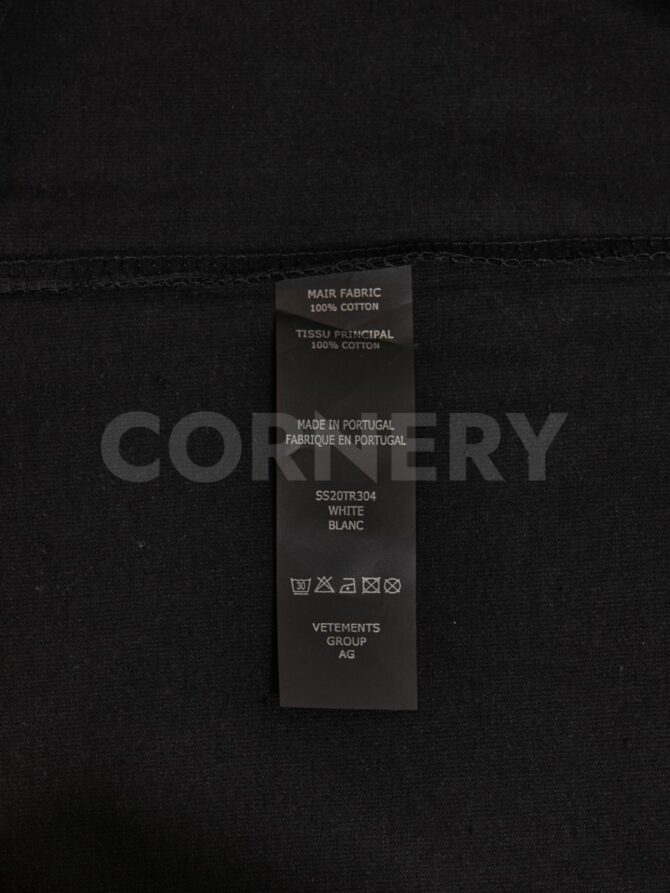 MAIR FABRIC
100% COTTON
TISSU PRINCIPAL
100% COTTON
MADE IN PORTUGAL
FABRIQUE EN PORTUGAL
CORNERY
SS20TR304
WHITE
BLANC
30
VETEMENTS
GROUP
AG